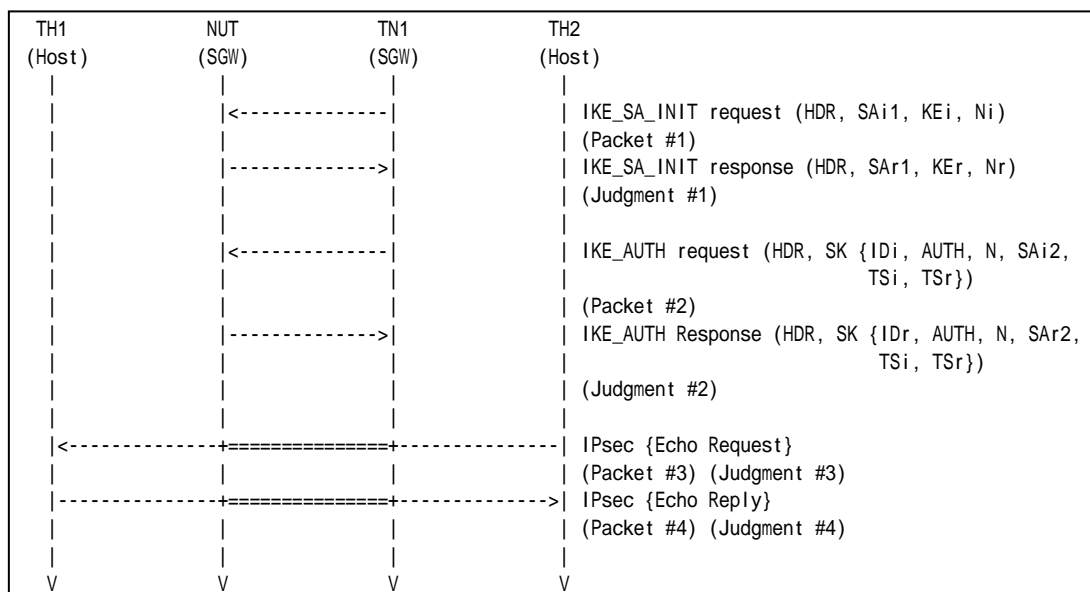 TH1 NUT TN1 TH2
(Host) (SGW) (SGW) (Host)
| | | |
| |<--------------| | IKE_SA_INIT request (HDR, SAi1, KEi, Ni)
| | | | (Packet #1)
| |-------------->| | IKE_SA_INIT response (HDR, SAr1, KEr, Nr)
| | | | (Judgment #1)
| | | |
| |<--------------| | IKE_AUTH request (HDR, SK {IDi, AUTH, N, SAi2,
| | | | TSi, TSr})
| | | | (Packet #2)
| |-------------->| | IKE_AUTH Response (HDR, SK {IDr, AUTH, N, SAr2,
| | | | TSi, TSr})
| | | | (Judgment #2)
| | | |
|<--------------+===============+--------------| IPsec {Echo Request}
| | | | (Packet #3) (Judgment #3)
|---------------+===============+------------->| IPsec {Echo Reply}
| | | | (Packet #4) (Judgment #4)
| | | |
V V V V